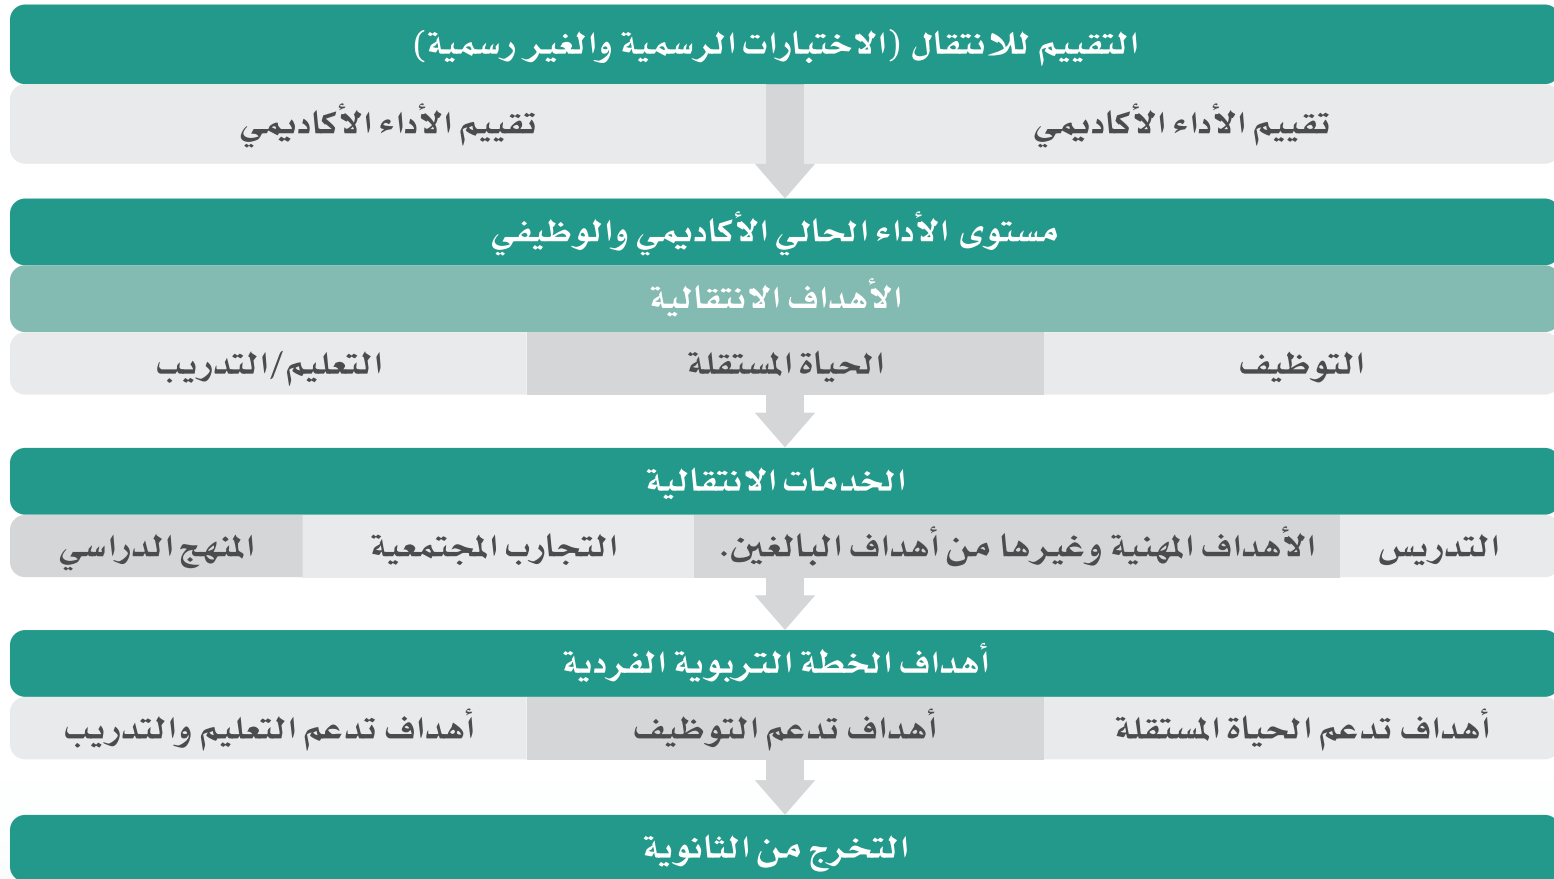 التقييم للانتقال (الاختبارات الرسمية والغير رسمية)
تقييم الأداء الأكاديمي
تقييم الأداء الأكاديمي
مستوى الأداء الحالي الأكاديمي والوظيفي
الأهداف الانتقالية
التوظيف
الحياة المستقلة
التعليم/التدريب
الخدمات الانتقالية
التدريس
الأهداف المهنية وغيرها من أهداف البالغين.
التجارب المجتمعية
المنهج الدراسي
أهداف الخطة التربوية الفردية
أهداف تدعم الحياة المستقلة
أهداف تدعم التوظيف
أهداف تدعم التعليم والتدريب
التخرج من الثانوية